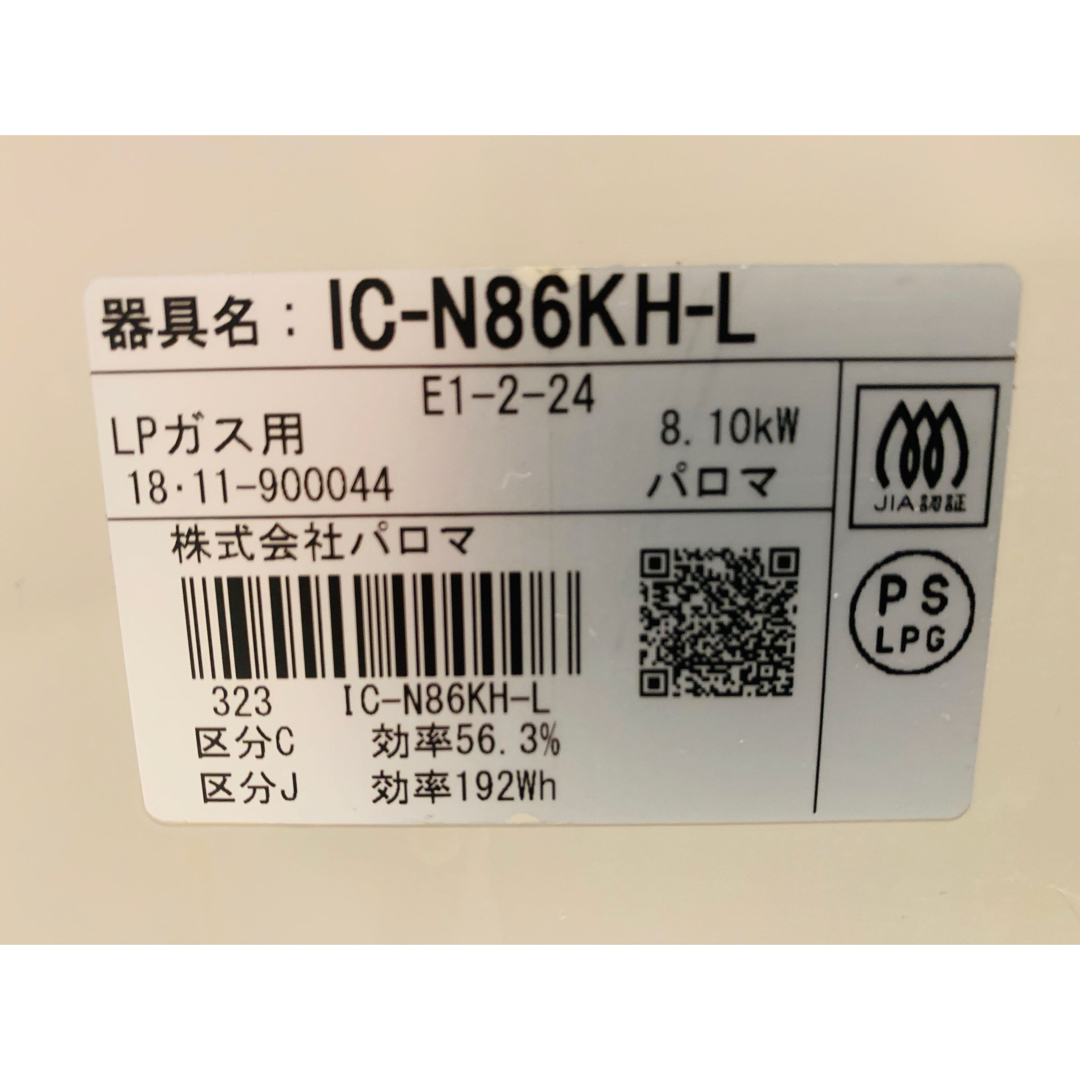 器具名：IC-N86KH-L
E1-2-24
LPガス用 8.10kW
18・11-900044 パロマ
JIA認証
株式会社パロマ
PS
LPG
323 IC-N86KH-L
区分C 効率56.3%
区分J 効率192Wh